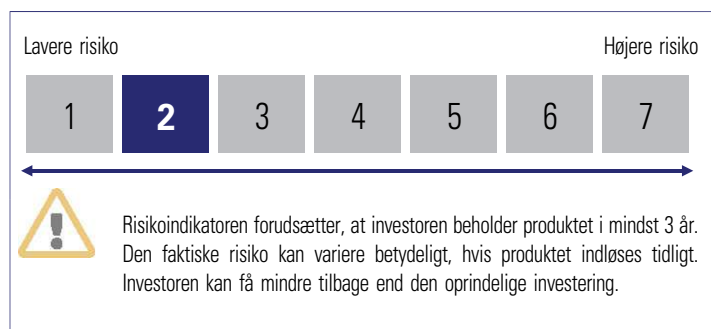 Lavere risiko Højere risiko
1 2 3 4 5 6 7
Risikoindikatoren forudsætter, at investoren beholder produktet i mindst 3 år.
Den faktiske risiko kan variere betydeligt, hvis produktet indløses tidligt.
Investoren kan få mindre tilbage end den oprindelige investering.